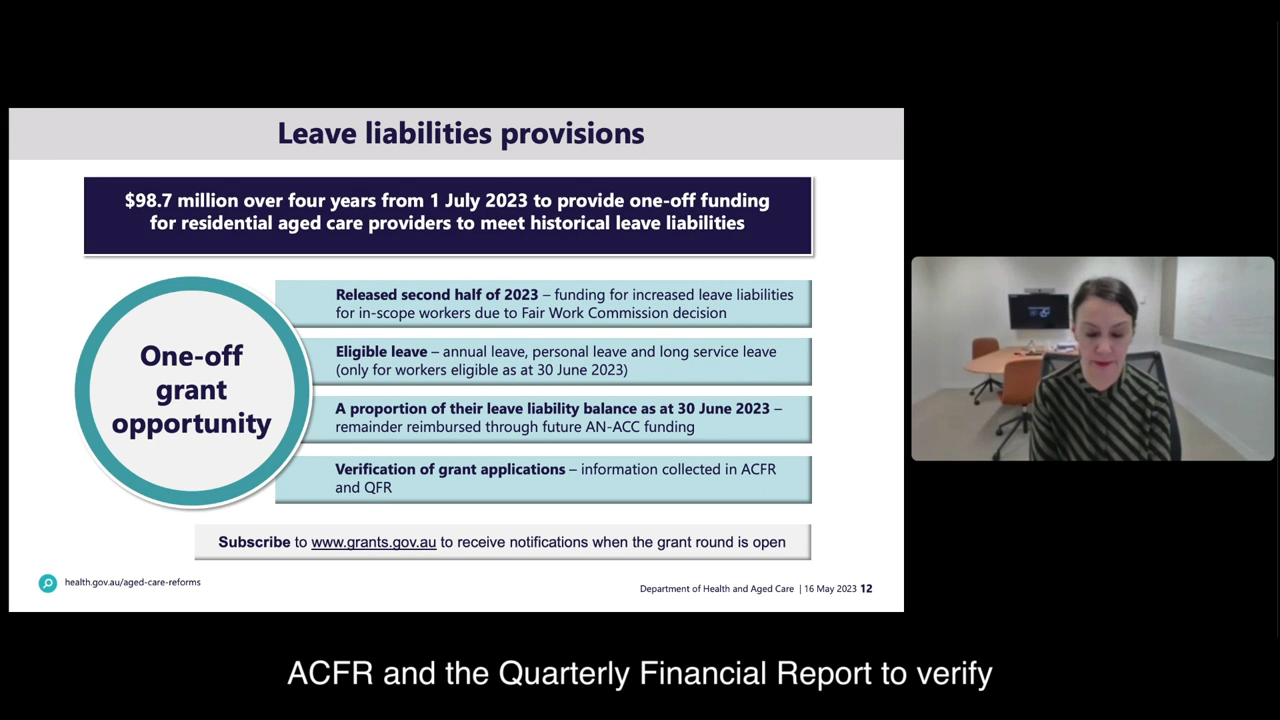 Leave liabilities provisions
$98.7 million over four years from 1 July 2023 to provide one-off funding
for residential aged care providers to meet historical leave liabilities
One-off
grant
opportunity
Released second half of 2023 – funding for increased leave liabilities
for in-scope workers due to Fair Work Commission decision
Eligible leave – annual leave, personal leave and long service leave
(only for workers eligible as at 30 June 2023)
A proportion of their leave liability balance as at 30 June 2023 –
remainder reimbursed through future AN-ACC funding
Verification of grant applications – information collected in ACFR
and QFR
Subscribe to www.grants.gov.au to receive notifications when the grant round is open
health.gov.au/aged-care-reforms
Department of Health and Aged Care | 16 May 2023 12
ACFR and the Quarterly Financial Report to verify